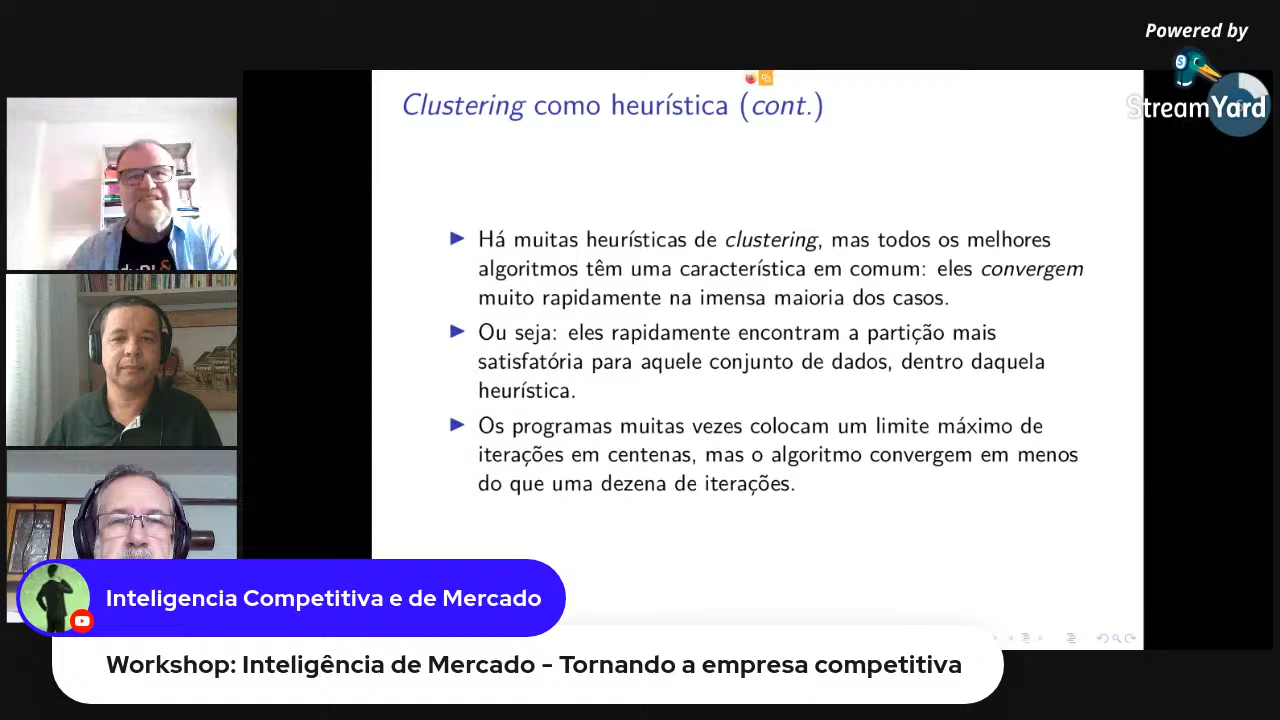 Powered by
StreamYard
Clustering como heurística (cont.)
Há muitas heurísticas de clustering, mas todos os melhores
algoritmos têm uma característica em comum: eles convergem
muito rapidamente na imensa maioria dos casos.
Ou seja: eles rapidamente encontram a partição mais
satisfatória para aquele conjunto de dados, dentro daquela
heurística.
Os programas muitas vezes colocam um limite máximo de
iterações em centenas, mas o algoritmo convergem em menos
do que uma dezena de iterações.
Inteligencia Competitiva e de Mercado
Workshop: Inteligência de Mercado - Tornando a empresa competitiva